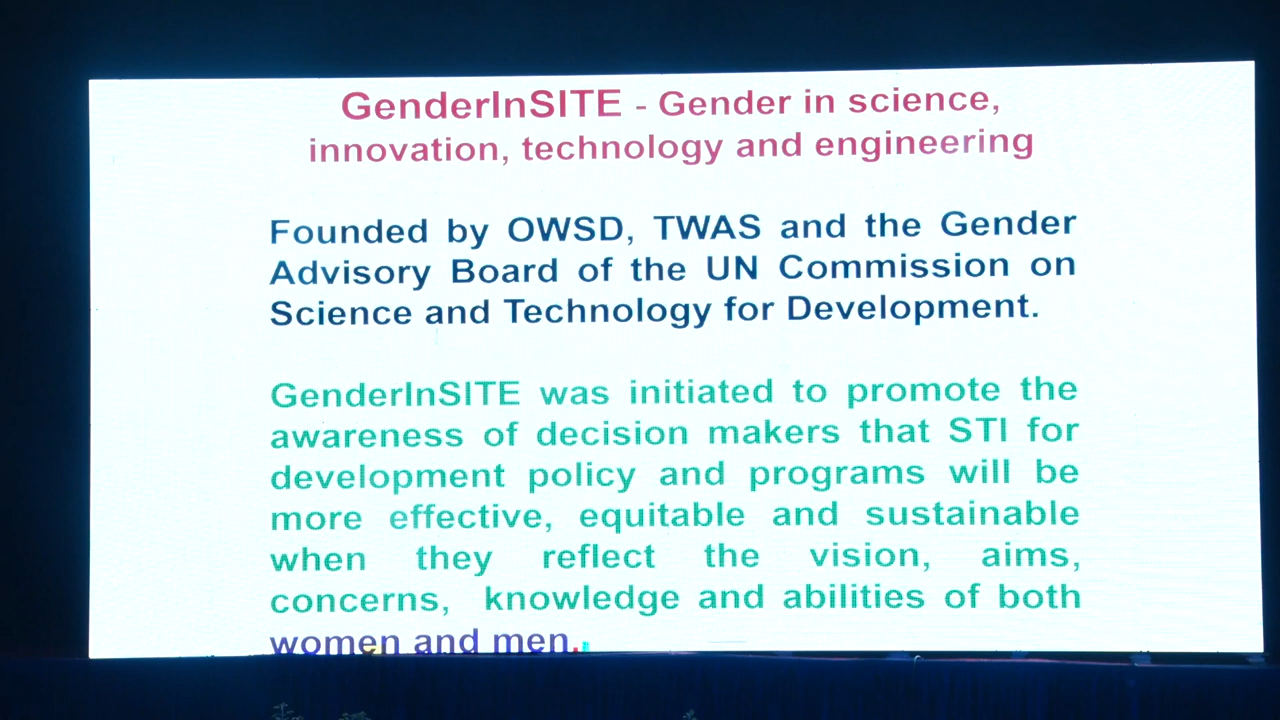 GenderInSITE - Gender in science,
innovation, technology and engineering
Founded by OWSD, TWAS and the Gender
Advisory Board of the UN Commission on
Science and Technology for Development.
GenderInSITE was initiated to promote the
awareness of decision makers that STI for
development policy and programs will be
more effective, equitable and sustainable
when they reflect the vision, aims,
concerns, knowledge and abilities of both
women and men.